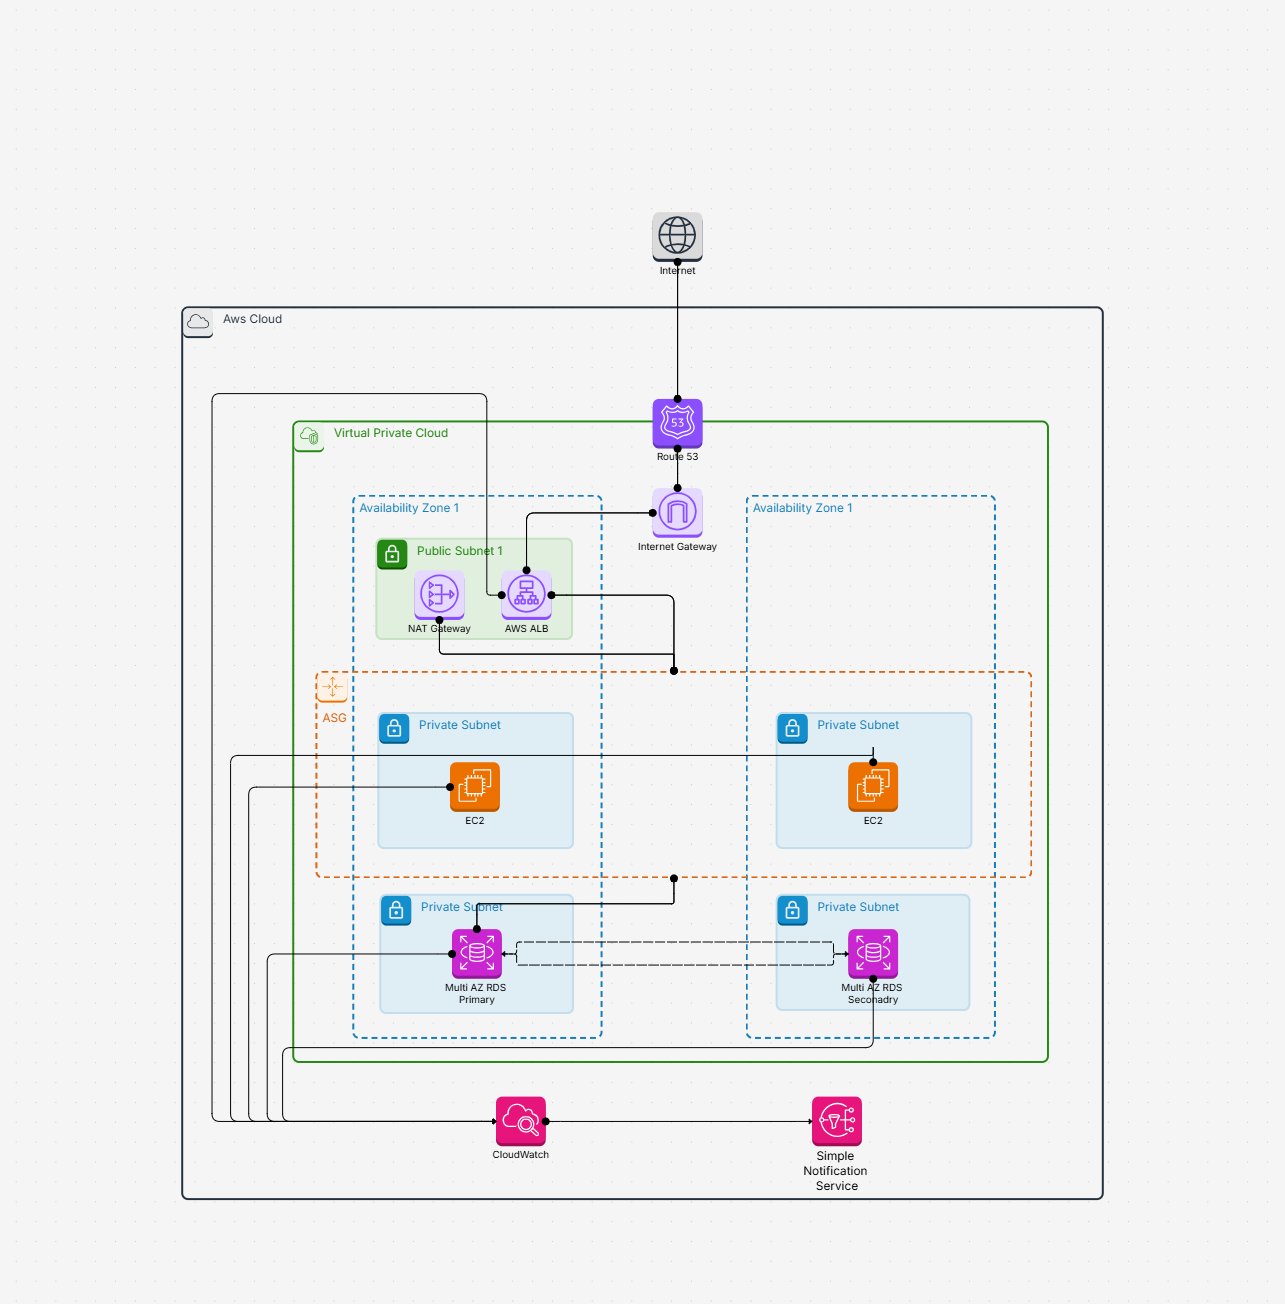 Internet
Aws Cloud
53
Route 53
Virtual Private Cloud
Internet Gateway
Availability Zone 1
Availability Zone 1
Public Subnet 1
NAT Gateway
AWS ALB
ASG
Private Subnet
Private Subnet
EC2
EC2
Private Subnet
Private Subnet
Multi AZ RDS
Primary
Multi AZ RDS
Seconadry
CloudWatch
Simple
Notification
Service